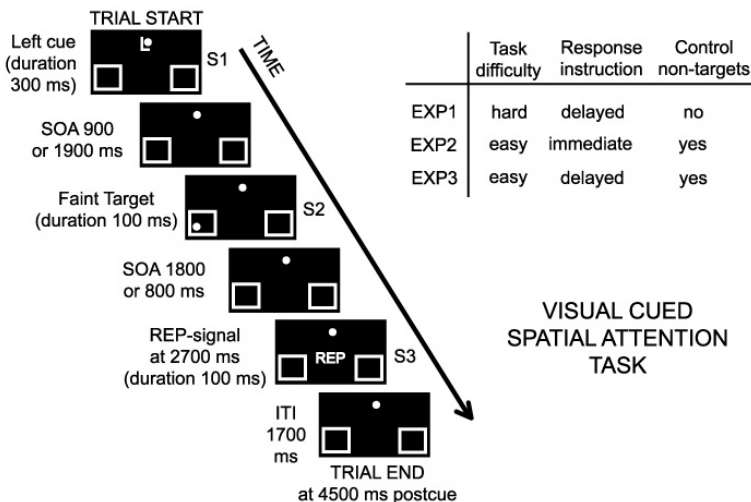 TRIAL START
Left cue
(duration
300 ms)
L
S1
TIME
SOA 900
or 1900 ms
Faint Target
(duration 100 ms)
S2
SOA 1800
or 800 ms
REP-signal
at 2700 ms
(duration 100 ms)
REP
S3
ITI
1700
ms
TRIAL END
at 4500 ms postcue
Task Response Control
difficulty instruction non-targets
EXP1 hard delayed no
EXP2 easy immediate yes
EXP3 easy delayed yes
VISUAL CUED
SPATIAL ATTENTION
TASK